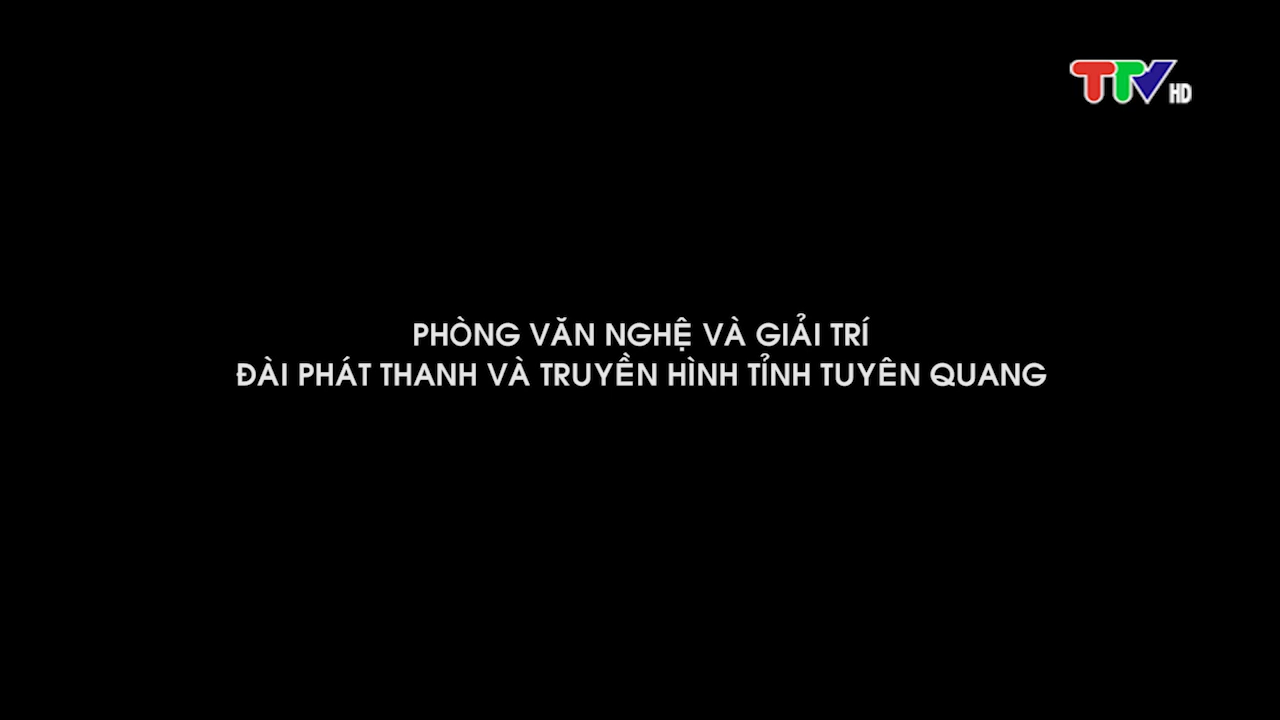 TTV HD
PHÒNG VĂN NGHỆ VÀ GIẢI TRÍ
ĐÀI PHÁT THANH VÀ TRUYỀN HÌNH TỈNH TUYÊN QUANG